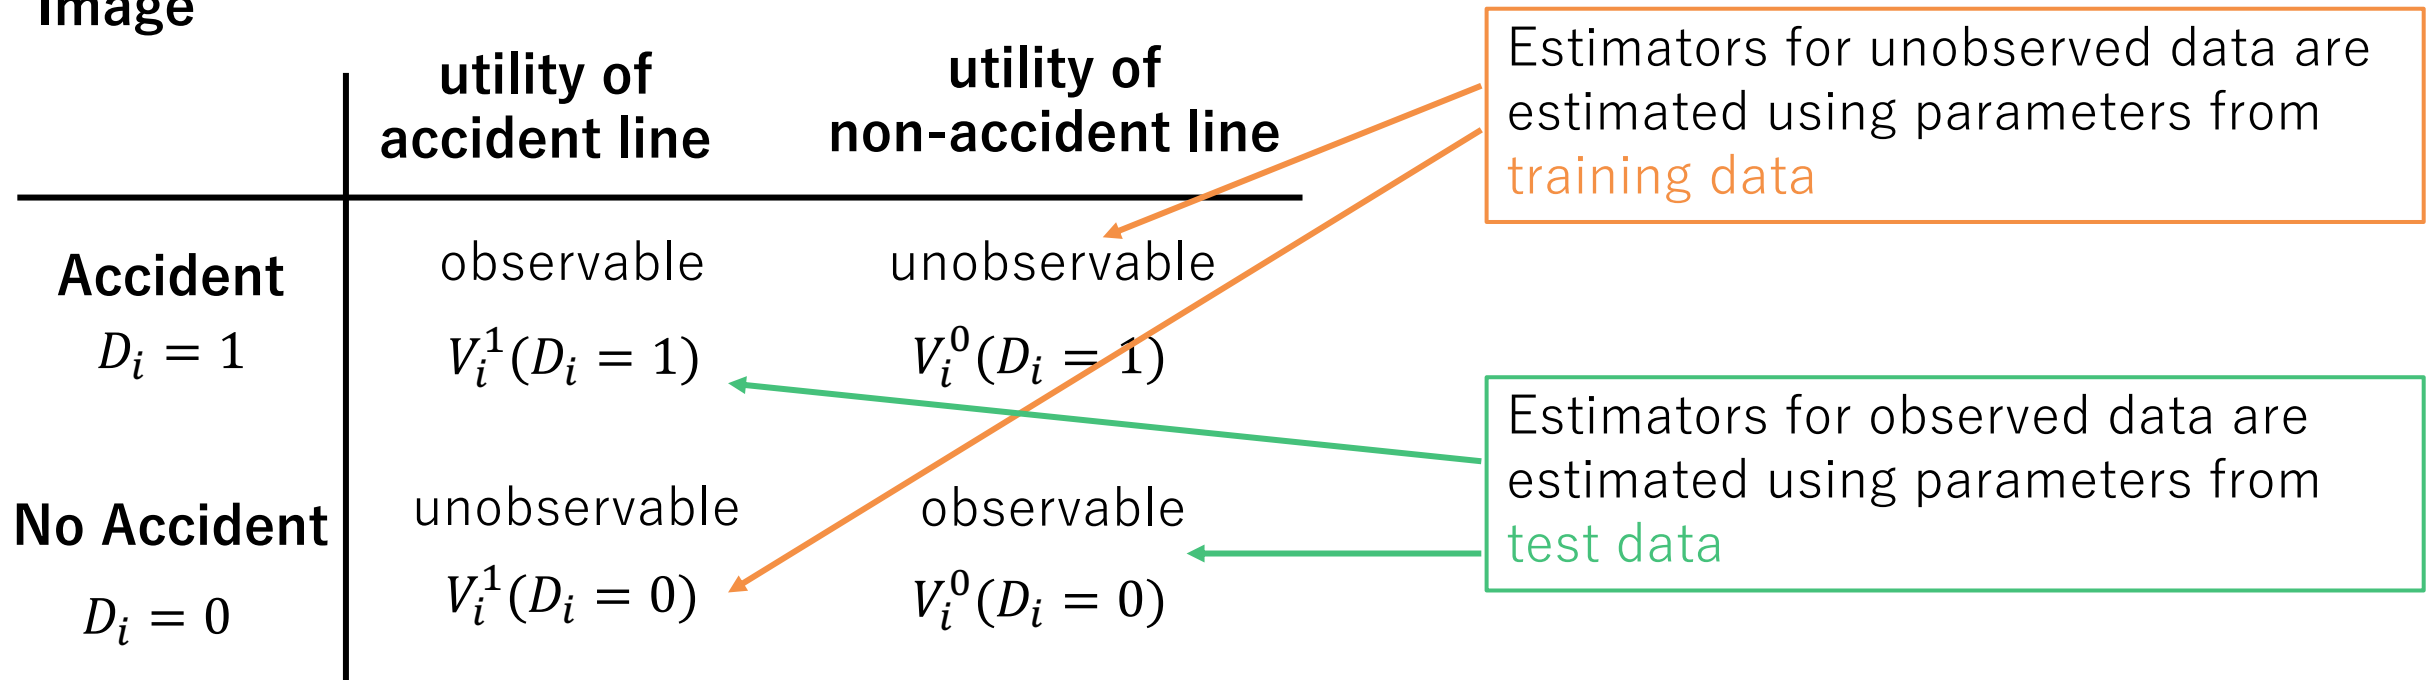 Image
utility of
accident line
utility of
non-accident line
Accident
D_i = 1
observable
V_i^1(D_i = 1)
unobservable
V_i^0(D_i = 1)
No Accident
D_i = 0
unobservable
V_i^1(D_i = 0)
observable
V_i^0(D_i = 0)
Estimators for unobserved data are
estimated using parameters from
training data
Estimators for observed data are
estimated using parameters from
test data